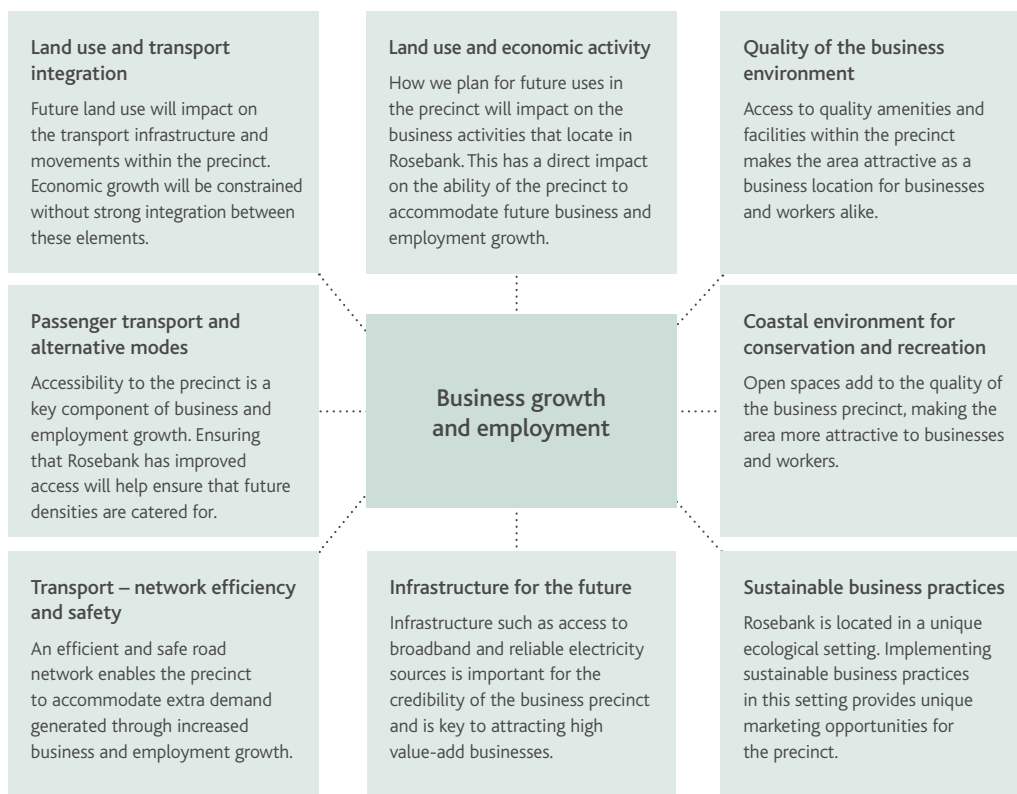 Land use and transport
integration
Future land use will impact on
the transport infrastructure and
movements within the precinct.
Economic growth will be constrained
without strong integration between
these elements.
Land use and economic activity
How we plan for future uses in
the precinct will impact on the
business activities that locate in
Rosebank. This has a direct impact
on the ability of the precinct to
accommodate future business and
employment growth.
Quality of the business
environment
Access to quality amenities and
facilities within the precinct
makes the area attractive as a
business location for businesses
and workers alike.
Passenger transport and
alternative modes
Accessibility to the precinct is a
key component of business and
employment growth. Ensuring
that Rosebank has improved
access will help ensure that future
densities are catered for.
Business growth
and employment
Coastal environment for
conservation and recreation
Open spaces add to the quality of
the business precinct, making the
area more attractive to businesses
and workers.
Transport – network efficiency
and safety
An efficient and safe road
network enables the precinct
to accommodate extra demand
generated through increased
business and employment growth.
Infrastructure for the future
Infrastructure such as access to
broadband and reliable electricity
sources is important for the
credibility of the business precinct
and is key to attracting high
value-add businesses.
Sustainable business practices
Rosebank is located in a unique
ecological setting. Implementing
sustainable business practices
in this setting provides unique
marketing opportunities for
the precinct.